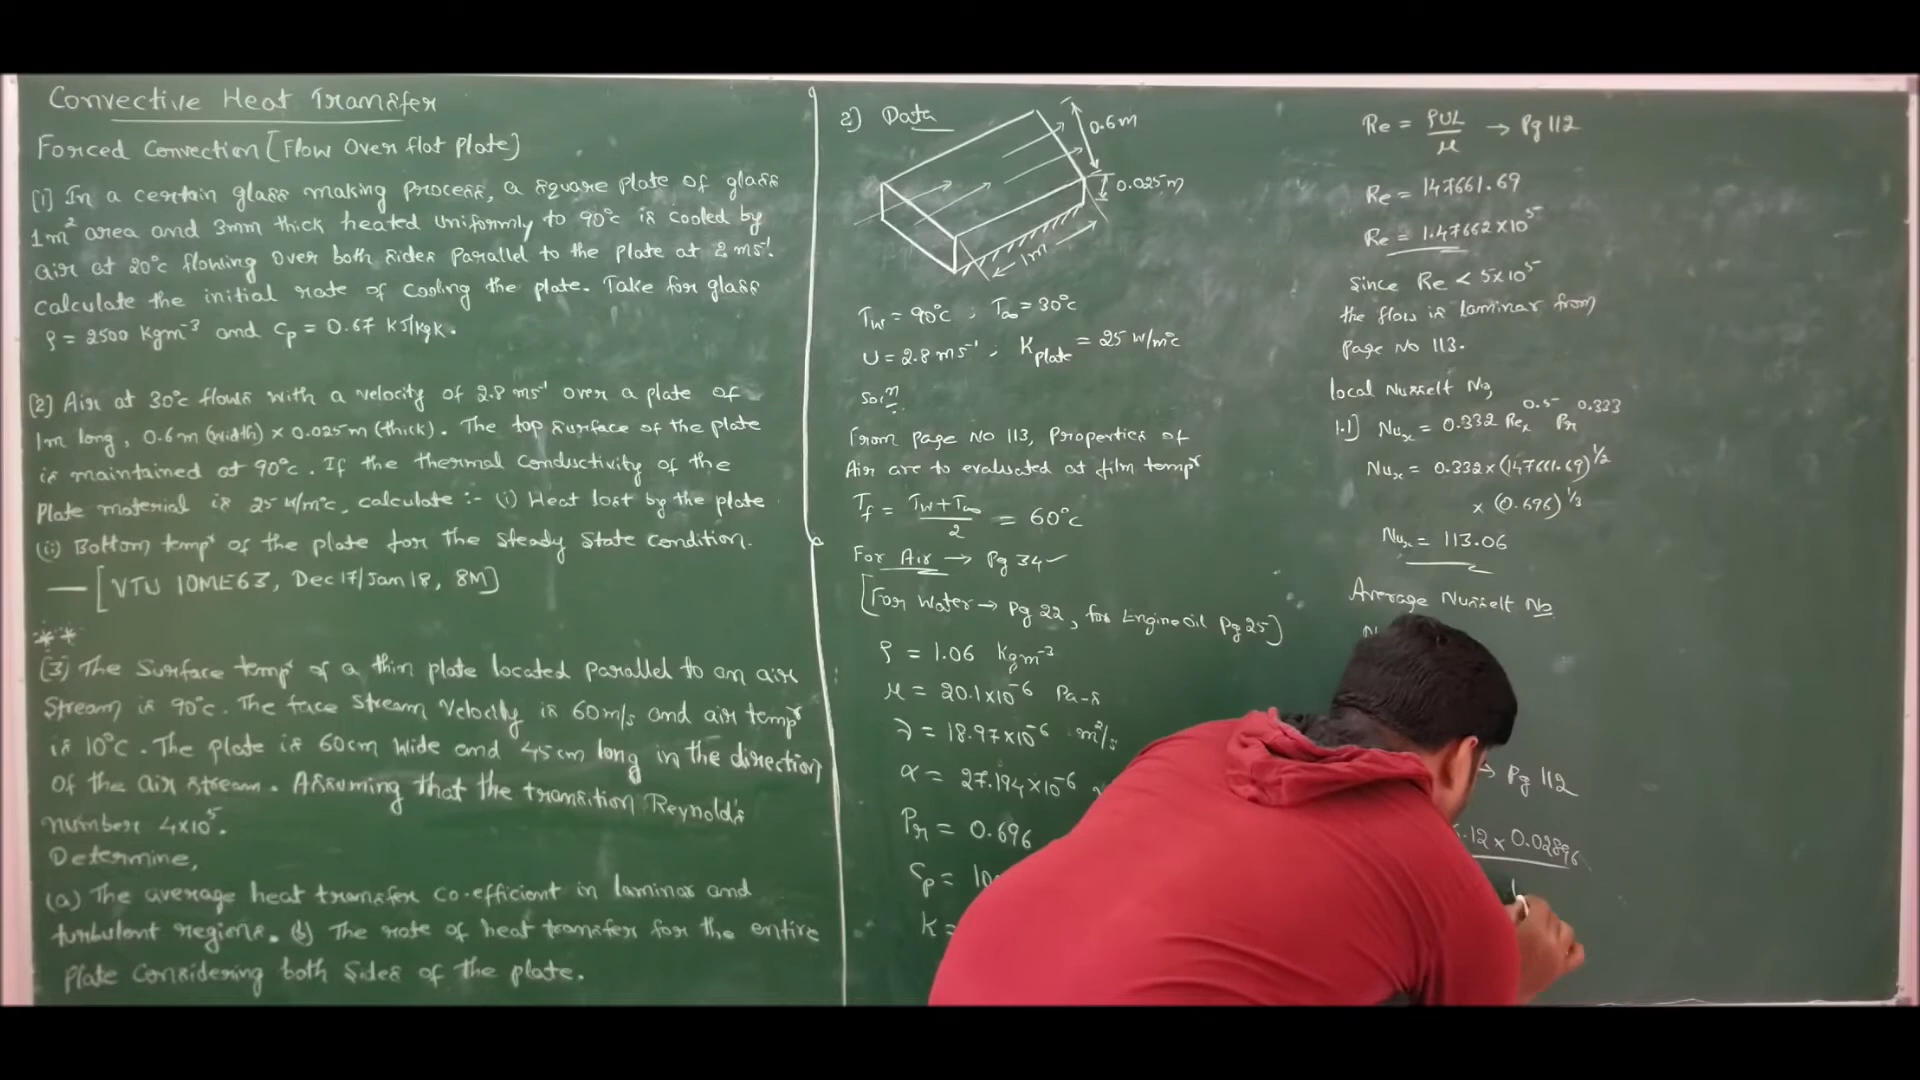 Convective Heat Transfer
Forced Convection [Flow Over flat plate]
[1] In a certain glass making process, a square plate of glass
1m² area and 3mm thick heated uniformly to 90°c is cooled by
air at 20°c flowing over both sides parallel to the plate at 2 ms⁻¹.
calculate the initial rate of cooling the plate. Take for glass
ρ = 2500 Kgm⁻³ and Cp = 0.67 KJ/kgK.
[2] Air at 30°c flows with a velocity of 2.8 ms⁻¹ over a plate of
1m long, 0.6m (width) × 0.025m (thick). The top surface of the plate
is maintained at 90°c. If the thermal conductivity of the
plate material is 25 W/m°c, calculate :- (i) Heat lost by the plate
(ii) Bottom tempʳ of the plate for the steady state condition.
— [VTU 10ME63, Dec 17/Jan 18, 8M]
**
(3) The Surface tempʳ of a thin plate located parallel to an air
stream is 90°c. The face stream velocity is 60m/s and air tempʳ
is 10°C. The plate is 60cm wide and 45cm long in the direction
of the air stream. Assuming that the transition Reynold's
number 4×10⁵.
Determine,
(a) The average heat transfer co-efficient in laminar and
turbulent regions. (b) The rate of heat transfer for the entire
plate considering both sides of the plate.
2) Data
0.6m
0.025m
1m
Tw = 90°c , T∞ = 30°c
U = 2.8 ms⁻¹ ; Kplate = 25 W/m°c
Solⁿ
From page No 113, Properties of
Air are to evaluated at film tempʳ
Tf = (Tw + T∞)/2 = 60°c
For Air → Pg 34 ✓
[For Water → Pg 22, for Engine oil Pg 25]
ρ = 1.06 Kgm⁻³
μ = 20.1×10⁻⁶ Pa-s
ν = 18.97×10⁻⁶ m²/s
α = 27.194×10⁻⁶
Pr = 0.696
Cp = 10
K =
Re = ρUL/μ → Pg 112
Re = 147661.69
Re = 1.47662×10⁵
Since Re < 5×10⁵
the flow is laminar from
page No 113.
local Nusselt No,
1.1] Nuₓ = 0.332 Reₓ^0.5 Pr^0.333
Nuₓ = 0.332×(147661.69)^1/2
× (0.696)^1/3
Nuₓ = 113.06
Average Nusselt No
→ Pg 112
.12 × 0.02896